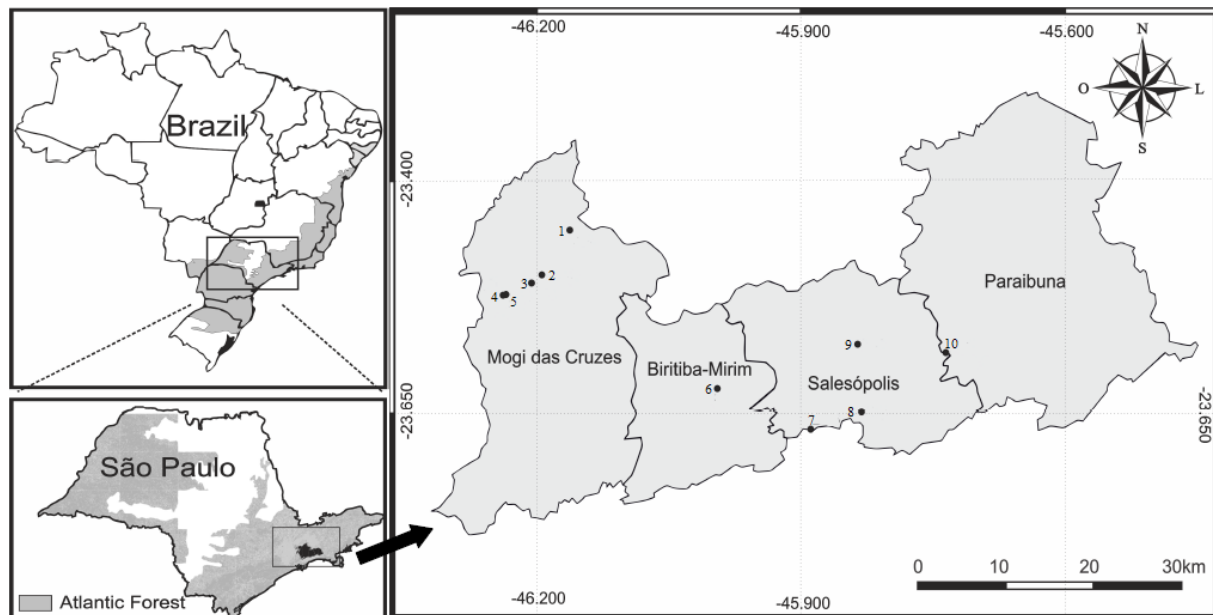 Brazil
São Paulo
Atlantic Forest
-46.200
-45.900
-45.600
N
O
L
S
-23.400
1
2
3
4
5
Paraibuna
Mogi das Cruzes
Biritiba-Mirim
9
10
6
Salesópolis
-23.650
8
7
-23.650
0 10 20 30km
-46.200
-45.900